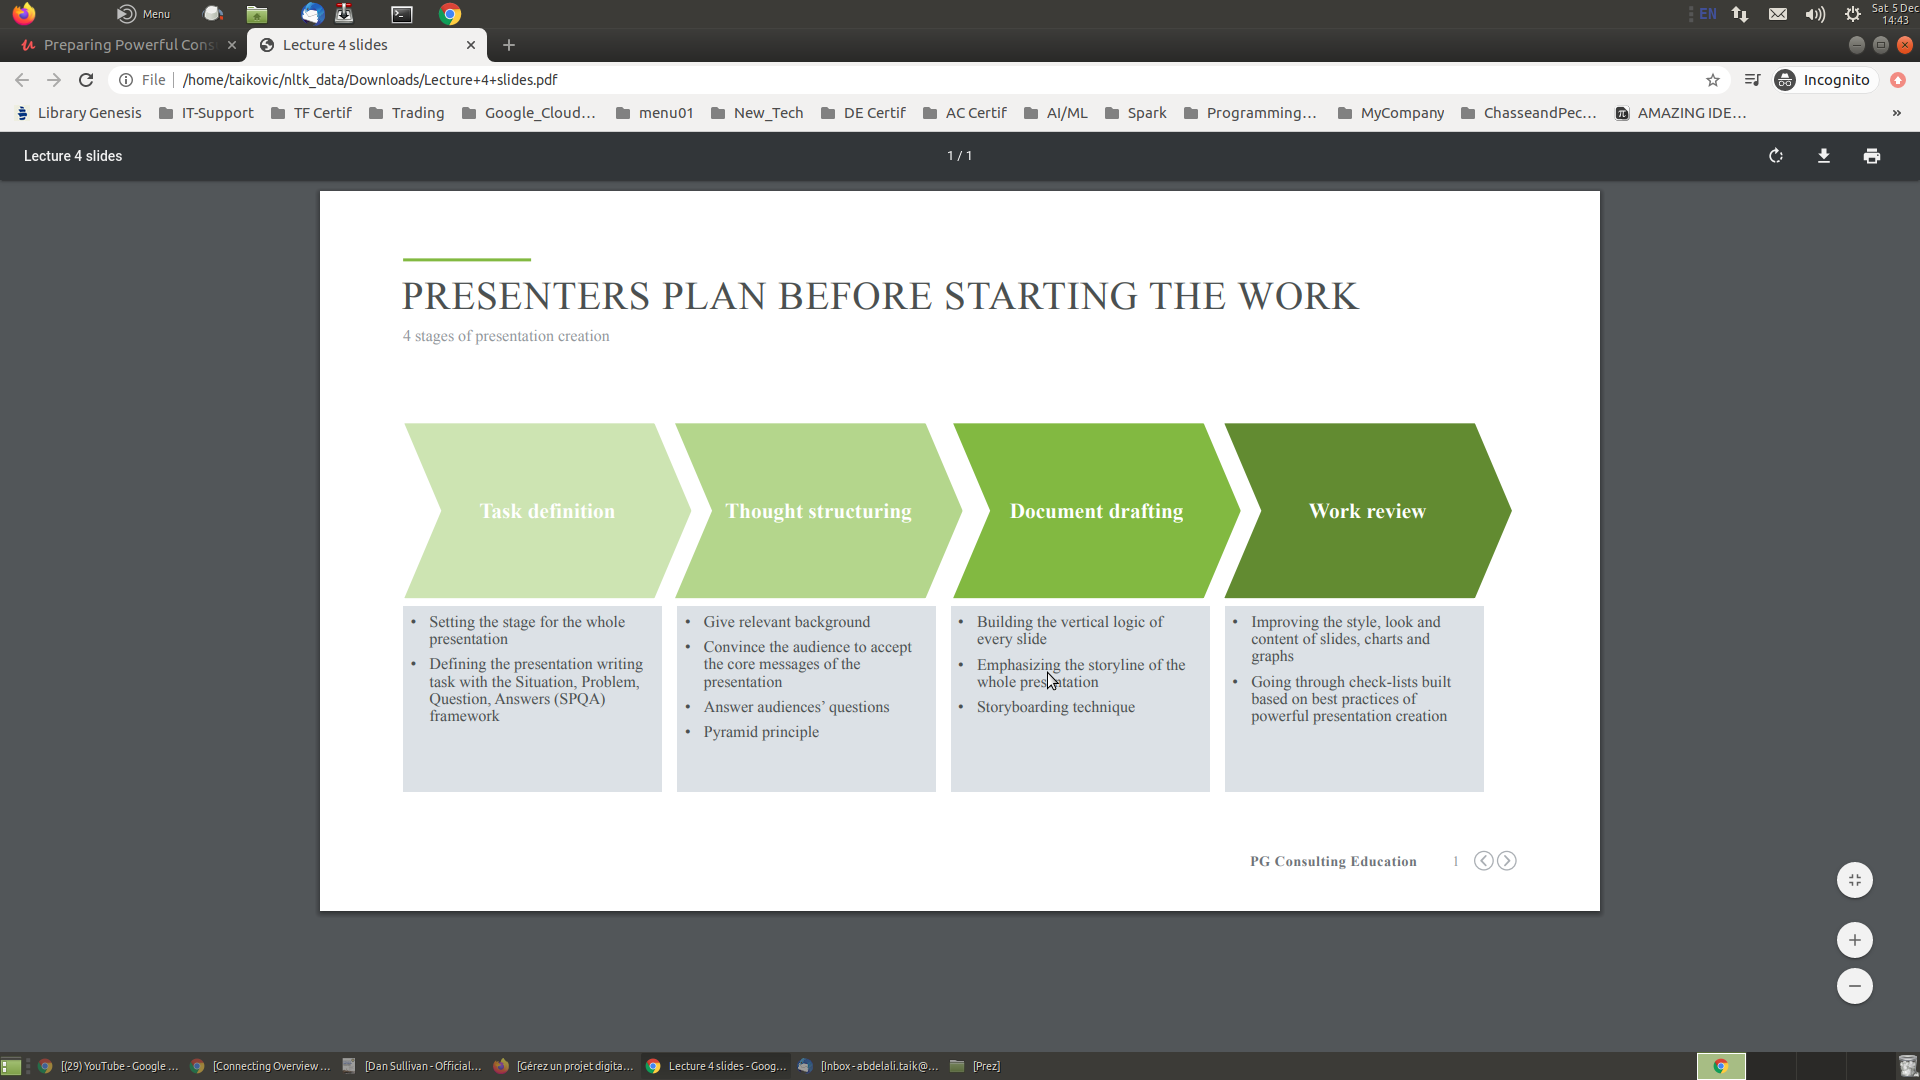 Menu
EN
Sat 5 Dec
14:43
Preparing Powerful Cons
Lecture 4 slides
File
/home/taikovic/nltk_data/Downloads/Lecture+4+slides.pdf
Incognito
Library Genesis
IT-Support
TF Certif
Trading
Google_Cloud...
menu01
New_Tech
DE Certif
AC Certif
AI/ML
Spark
Programming...
MyCompany
ChasseandPec...
AMAZING IDE...
»
Lecture 4 slides
1 / 1
PRESENTERS PLAN BEFORE STARTING THE WORK
4 stages of presentation creation
Task definition
Thought structuring
Document drafting
Work review
• Setting the stage for the whole
presentation
• Defining the presentation writing
task with the Situation, Problem,
Question, Answers (SPQA)
framework
• Give relevant background
• Convince the audience to accept
the core messages of the
presentation
• Answer audiences’ questions
• Pyramid principle
• Building the vertical logic of
every slide
• Emphasizing the storyline of the
whole presentation
• Storyboarding technique
• Improving the style, look and
content of slides, charts and
graphs
• Going through check-lists built
based on best practices of
powerful presentation creation
PG Consulting Education
1
[(29) YouTube - Google ...
[Connecting Overview ...
[Dan Sullivan - Official...
[Gérez un projet digita...
Lecture 4 slides - Goog...
[Inbox - abdelali.taik@...
[Prez]